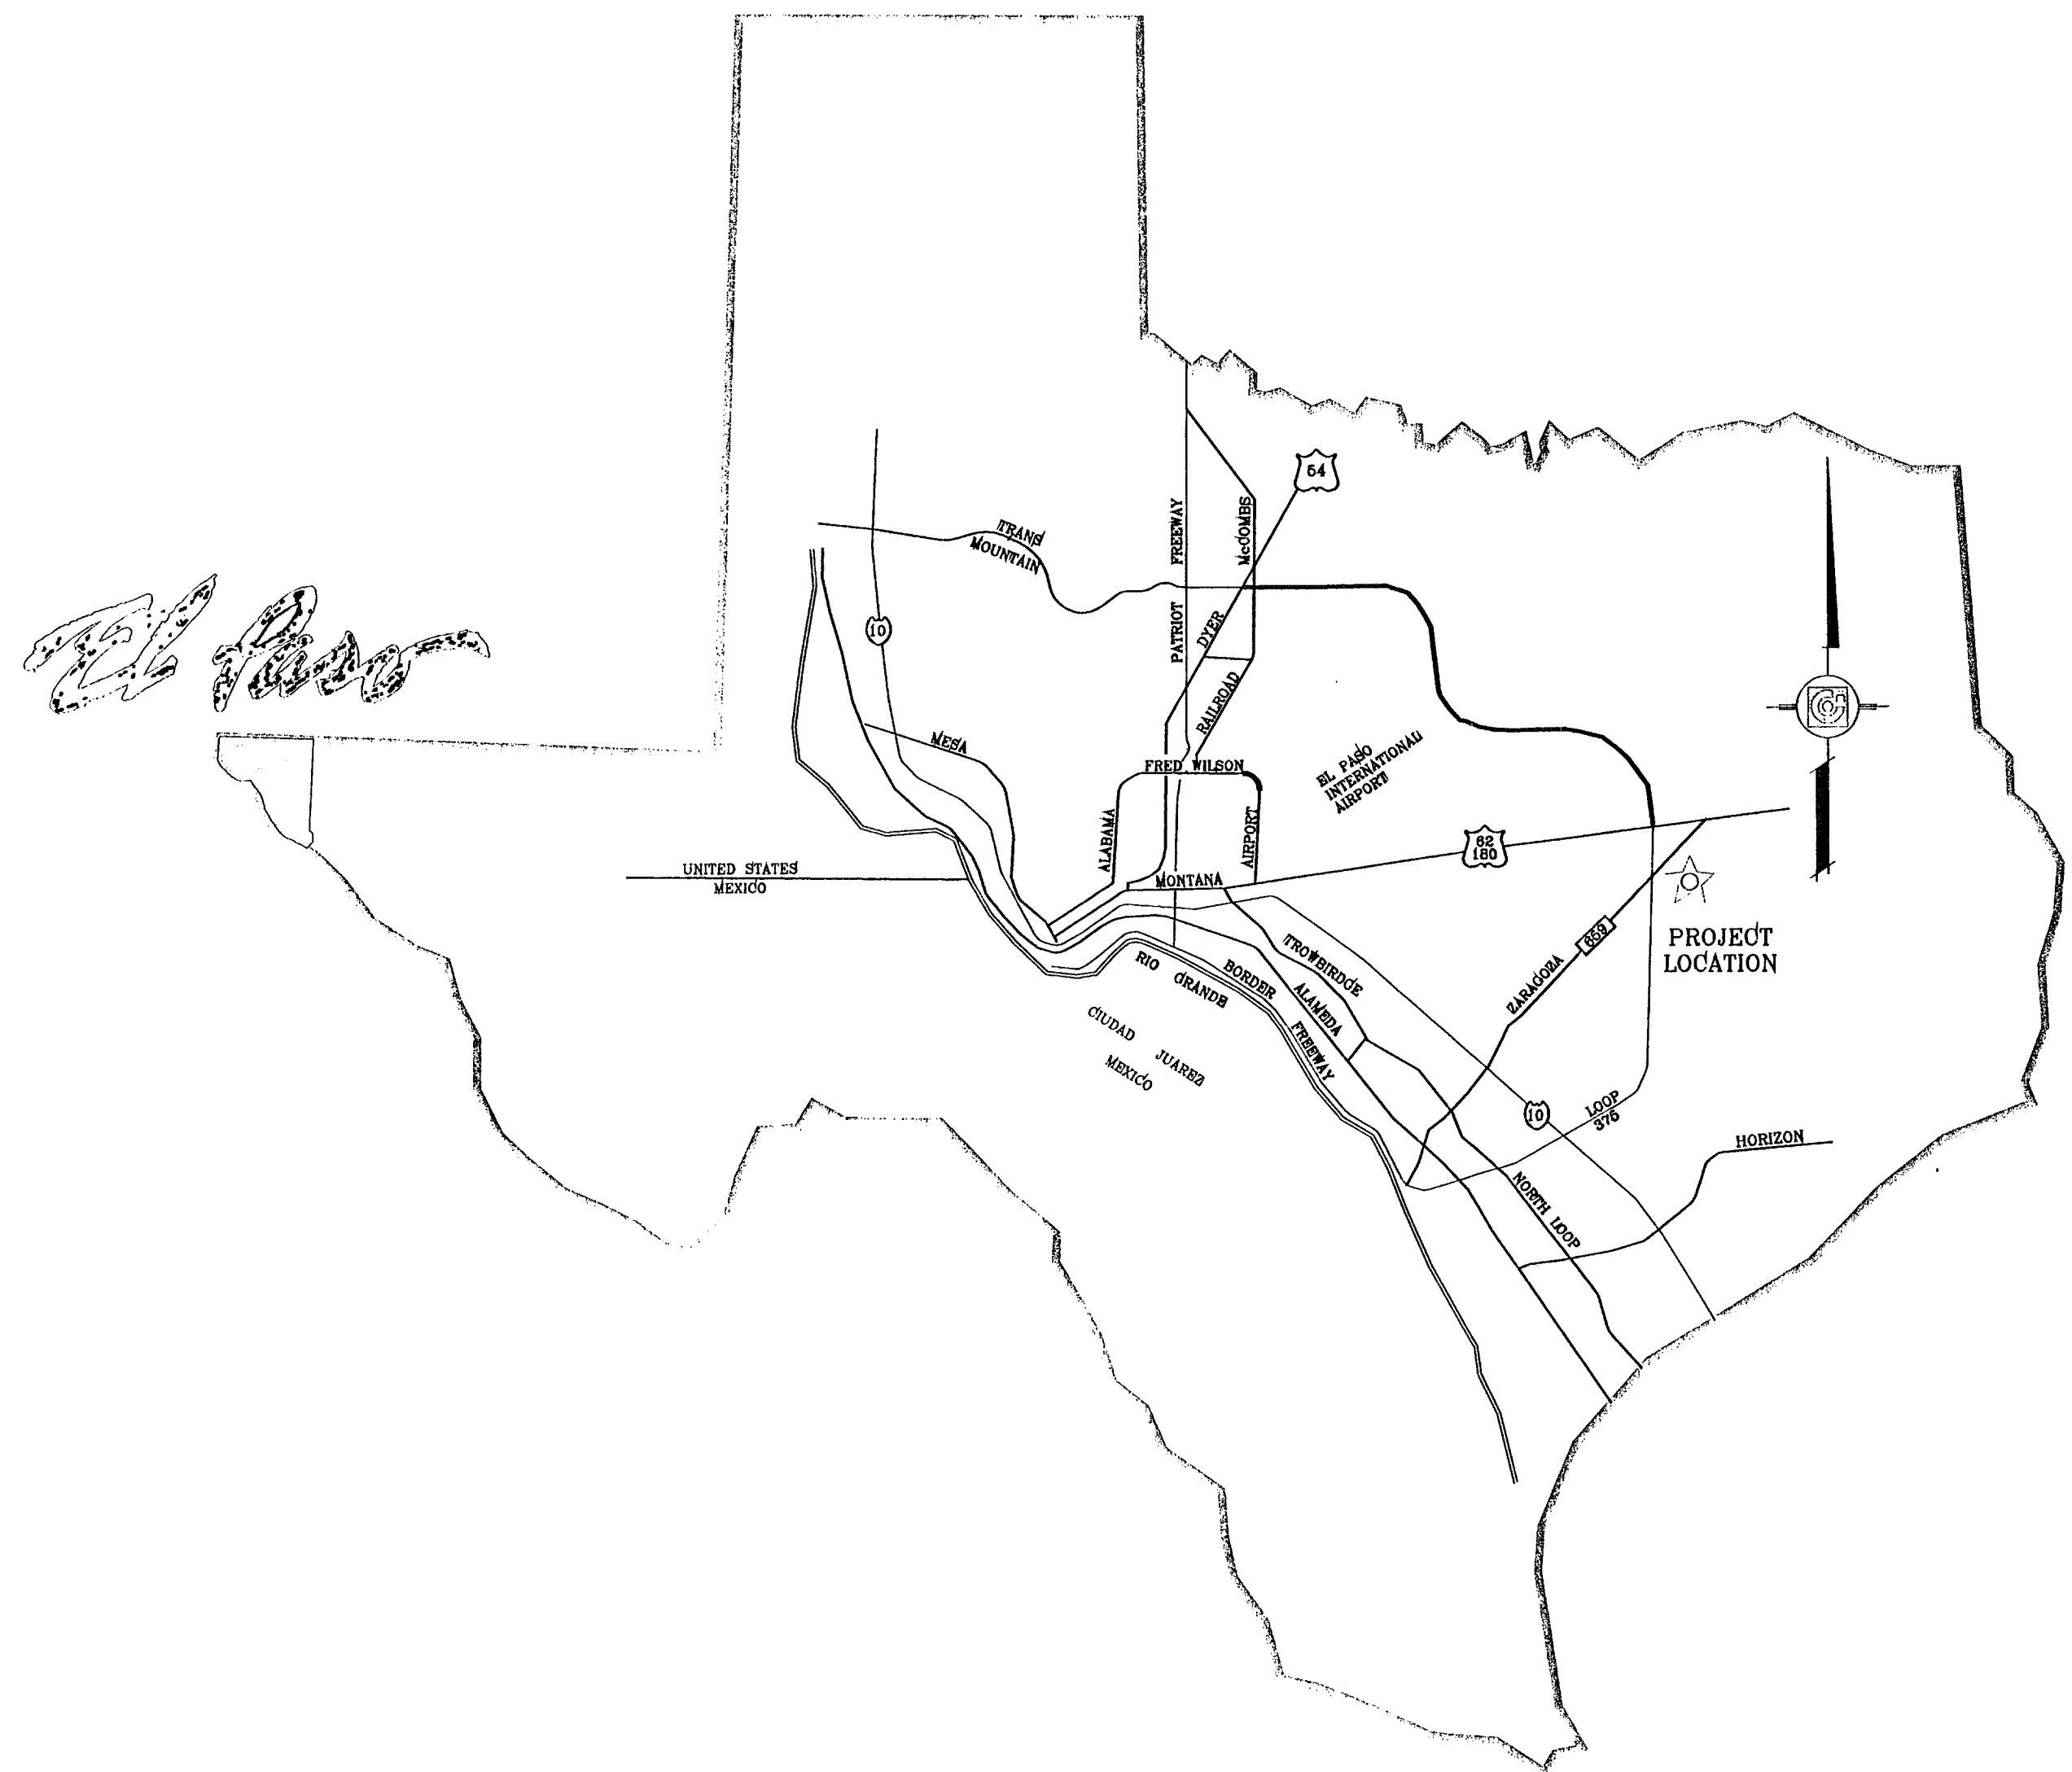 El Paso
54
TRANS
MOUNTAIN
PATRIOT FREEWAY
McCOMBS
10
DYER
RAILROAD
MESA
FRED WILSON
EL PASO
INTERNATIONAL
AIRPORT
ALABAMA
AIRPORT
62
180
UNITED STATES
MEXICO
MONTANA
PROJECT
LOCATION
659
ZARAGOZA
TROWBIRDGE
RIO GRANDE
BORDER FREEWAY
ALAMEDA
CIUDAD JUAREZ
MEXICO
10
LOOP
375
HORIZON
NORTH LOOP